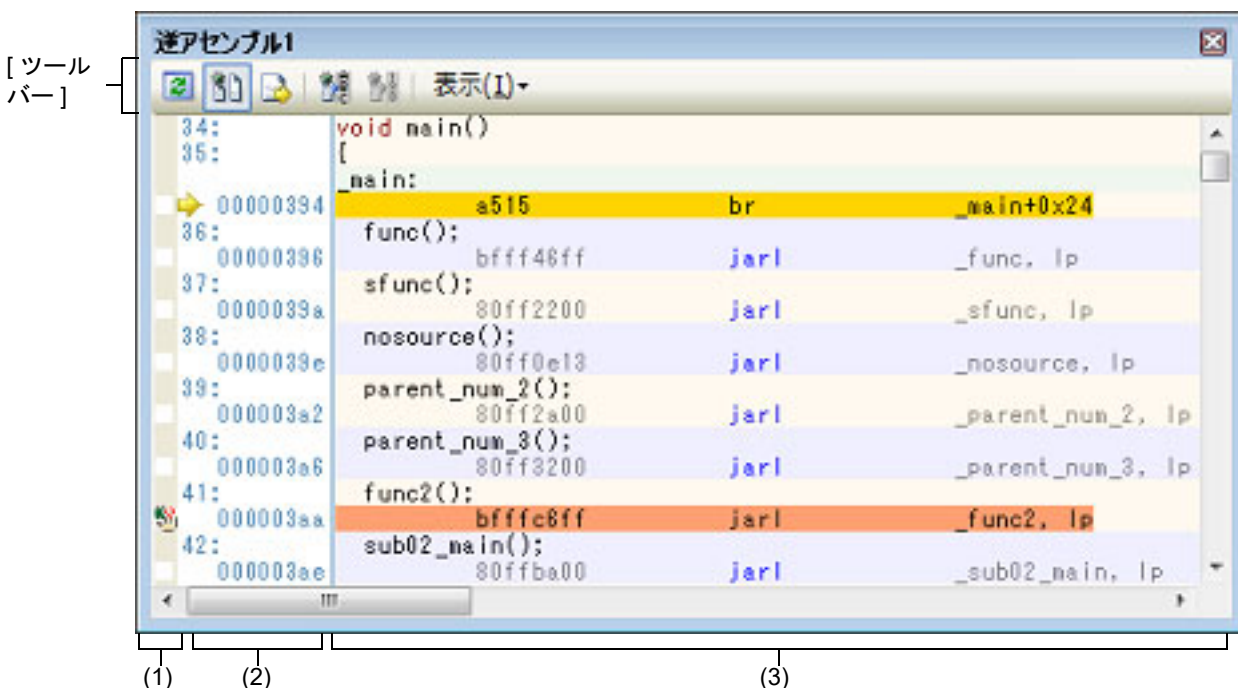 逆アセンブル1
[ ツール
バー ]
表示(I)
34: void main()
35: {
_main:
00000394 a515 br _main+0x24
36: func();
00000396 bfff46ff jarl _func, lp
37: sfunc();
0000039a 80ff2200 jarl _sfunc, lp
38: nosource();
0000039e 80ff0e13 jarl _nosource, lp
39: parent_num_2();
000003a2 80ff2a00 jarl _parent_num_2, lp
40: parent_num_3();
000003a6 80ff3200 jarl _parent_num_3, lp
41: func2();
000003aa bfffc6ff jarl _func2, lp
42: sub02_main();
000003ae 80ffba00 jarl _sub02_main, lp
(1) (2) (3)